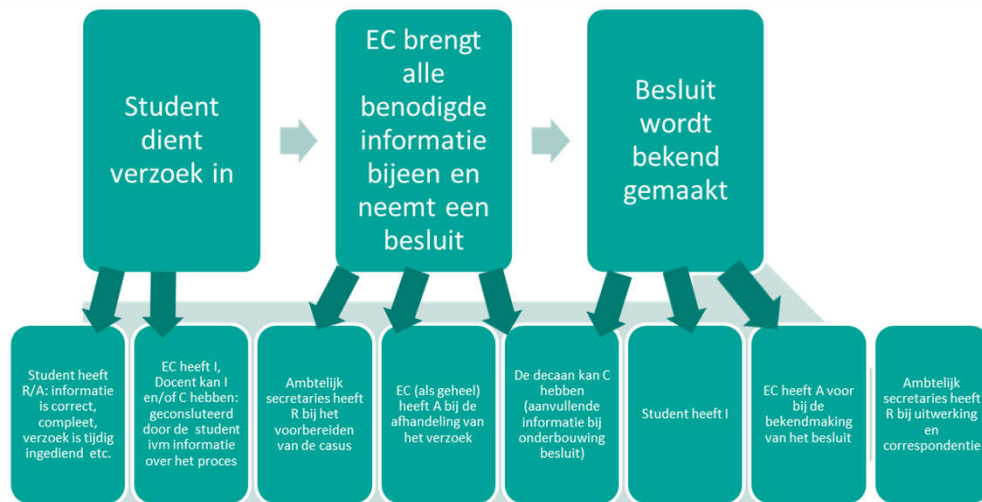 Student
dient
verzoek in
EC brengt
alle
benodigde
informatie
bijeen en
neemt een
besluit
Besluit
wordt
bekend
gemaakt
Student heeft
R/A: informatie
is correct,
compleet,
verzoek is tijdig
ingediend etc.
EC heeft I,
Docent kan I
en/of C hebben:
geconsluteerd
door de student
ivm informatie
over het proces
Ambtelijk
secretaries heeft
R bij het
voorbereiden
van de casus
EC (als geheel)
heeft A bij de
afhandeling van
het verzoek
De decaan kan C
hebben
(aanvullende
informatie bij
onderbouwing
besluit)
Student heeft I
EC heeft A voor
bij de
bekendmaking
van het besluit
Ambtelijk
secretaries heeft
R bij uitwerking
en
correspondentie